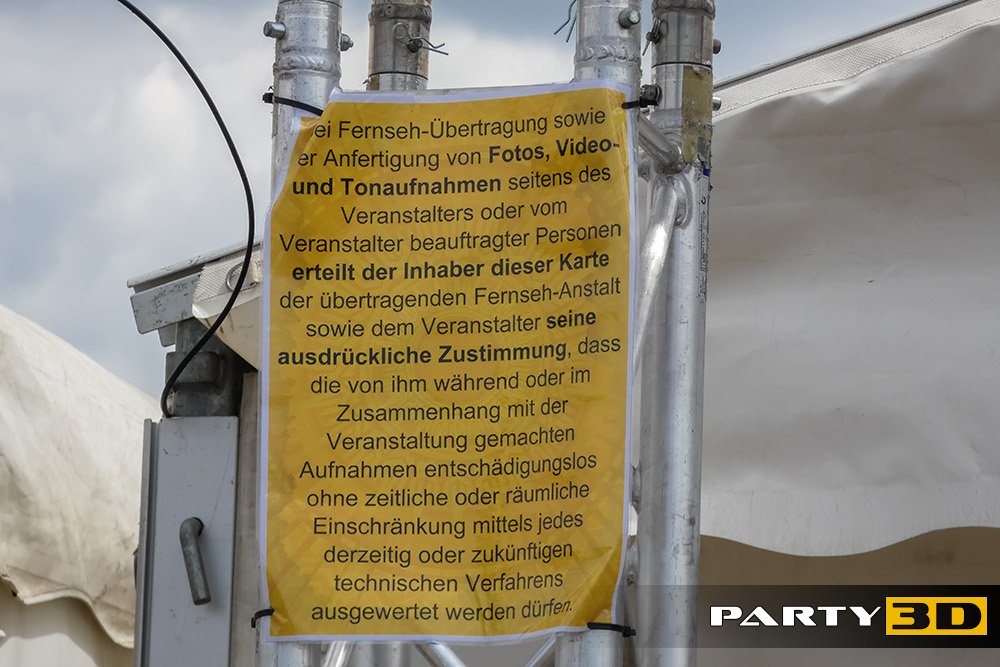 ei Fernseh-Übertragung sowie
er Anfertigung von Fotos, Video-
und Tonaufnahmen seitens des
Veranstalters oder vom
Veranstalter beauftragter Personen
erteilt der Inhaber dieser Karte
der übertragenden Fernseh-Anstalt
sowie dem Veranstalter seine
ausdrückliche Zustimmung, dass
die von ihm während oder im
Zusammenhang mit der
Veranstaltung gemachten
Aufnahmen entschädigungslos
ohne zeitliche oder räumliche
Einschränkung mittels jedes
derzeitig oder zukünftigen
technischen Verfahrens
ausgewertet werden dürfen.
PARTY 3D